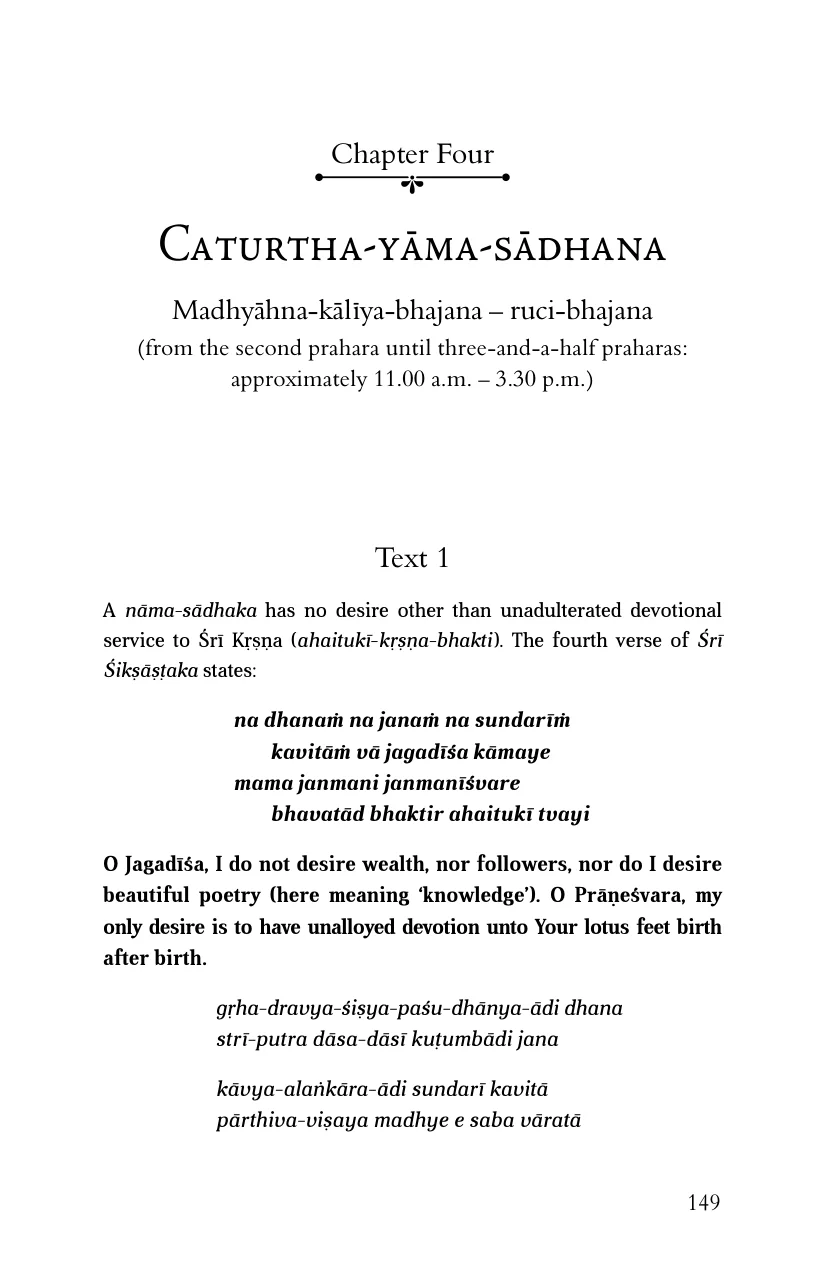 Chapter Four
Caturtha-yāma-sādhana
Madhyāhna-kālīya-bhajana – ruci-bhajana
(from the second prahara until three-and-a-half praharas:
approximately 11.00 a.m. – 3.30 p.m.)
Text 1
A nāma-sādhaka has no desire other than unadulterated devotional
service to Śrī Kṛṣṇa (ahaitukī-kṛṣṇa-bhakti). The fourth verse of Śrī
Śikṣāṣṭaka states:
na dhanaṁ na janaṁ na sundarīṁ
kavitāṁ vā jagadīśa kāmaye
mama janmani janmanīśvare
bhavatād bhaktir ahaitukī tvayi
O Jagadīśa, I do not desire wealth, nor followers, nor do I desire
beautiful poetry (here meaning ‘knowledge’). O Prāṇeśvara, my
only desire is to have unalloyed devotion unto Your lotus feet birth
after birth.
gṛha-dravya-śiṣya-paśu-dhānya-ādi dhana
strī-putra dāsa-dāsī kuṭumbādi jana
kāvya-alaṅkāra-ādi sundarī kavitā
pārthiva-viṣaya madhye e saba vāratā
149